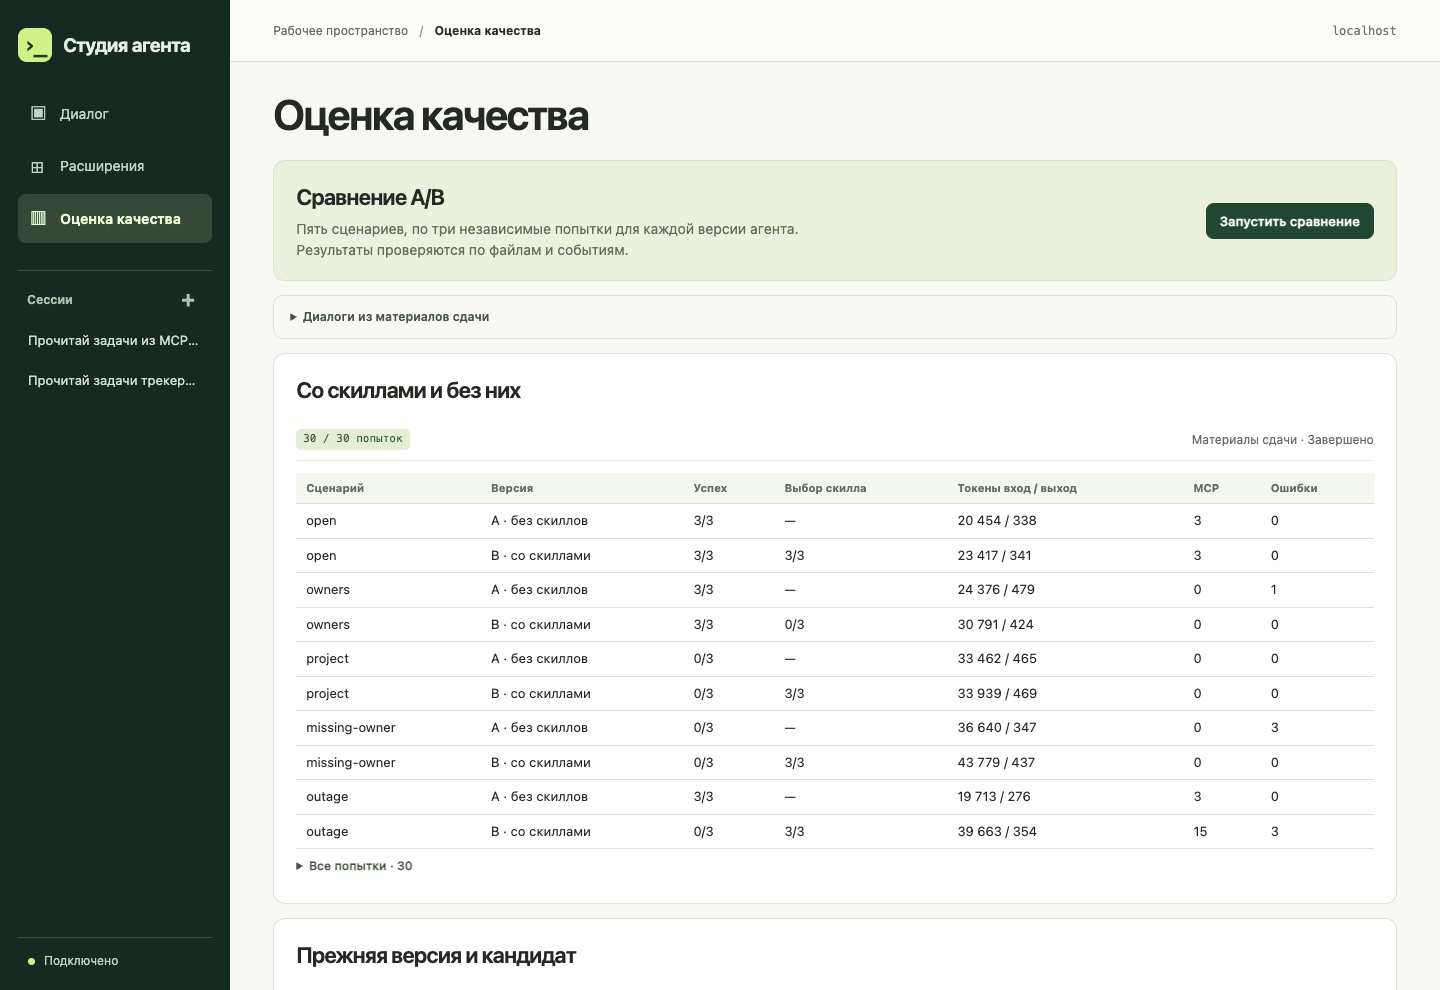 Студия агента
Диалог
Расширения
Оценка качества
Сессии
Прочитай задачи из MCP…
Прочитай задачи трекер…
Подключено
Рабочее пространство / Оценка качества
localhost
Оценка качества
Сравнение A/B
Пять сценариев, по три независимые попытки для каждой версии агента.
Результаты проверяются по файлам и событиям.
Запустить сравнение
Диалоги из материалов сдачи
Со скиллами и без них
30 / 30 попыток
Материалы сдачи · Завершено
Сценарий Версия Успех Выбор скилла Токены вход / выход MCP Ошибки
open A · без скиллов 3/3 — 20 454 / 338 3 0
open B · со скиллами 3/3 3/3 23 417 / 341 3 0
owners A · без скиллов 3/3 — 24 376 / 479 0 1
owners B · со скиллами 3/3 0/3 30 791 / 424 0 0
project A · без скиллов 0/3 — 33 462 / 465 0 0
project B · со скиллами 0/3 3/3 33 939 / 469 0 0
missing-owner A · без скиллов 0/3 — 36 640 / 347 0 3
missing-owner B · со скиллами 0/3 3/3 43 779 / 437 0 0
outage A · без скиллов 3/3 — 19 713 / 276 3 0
outage B · со скиллами 0/3 3/3 39 663 / 354 15 3
Все попытки · 30
Прежняя версия и кандидат